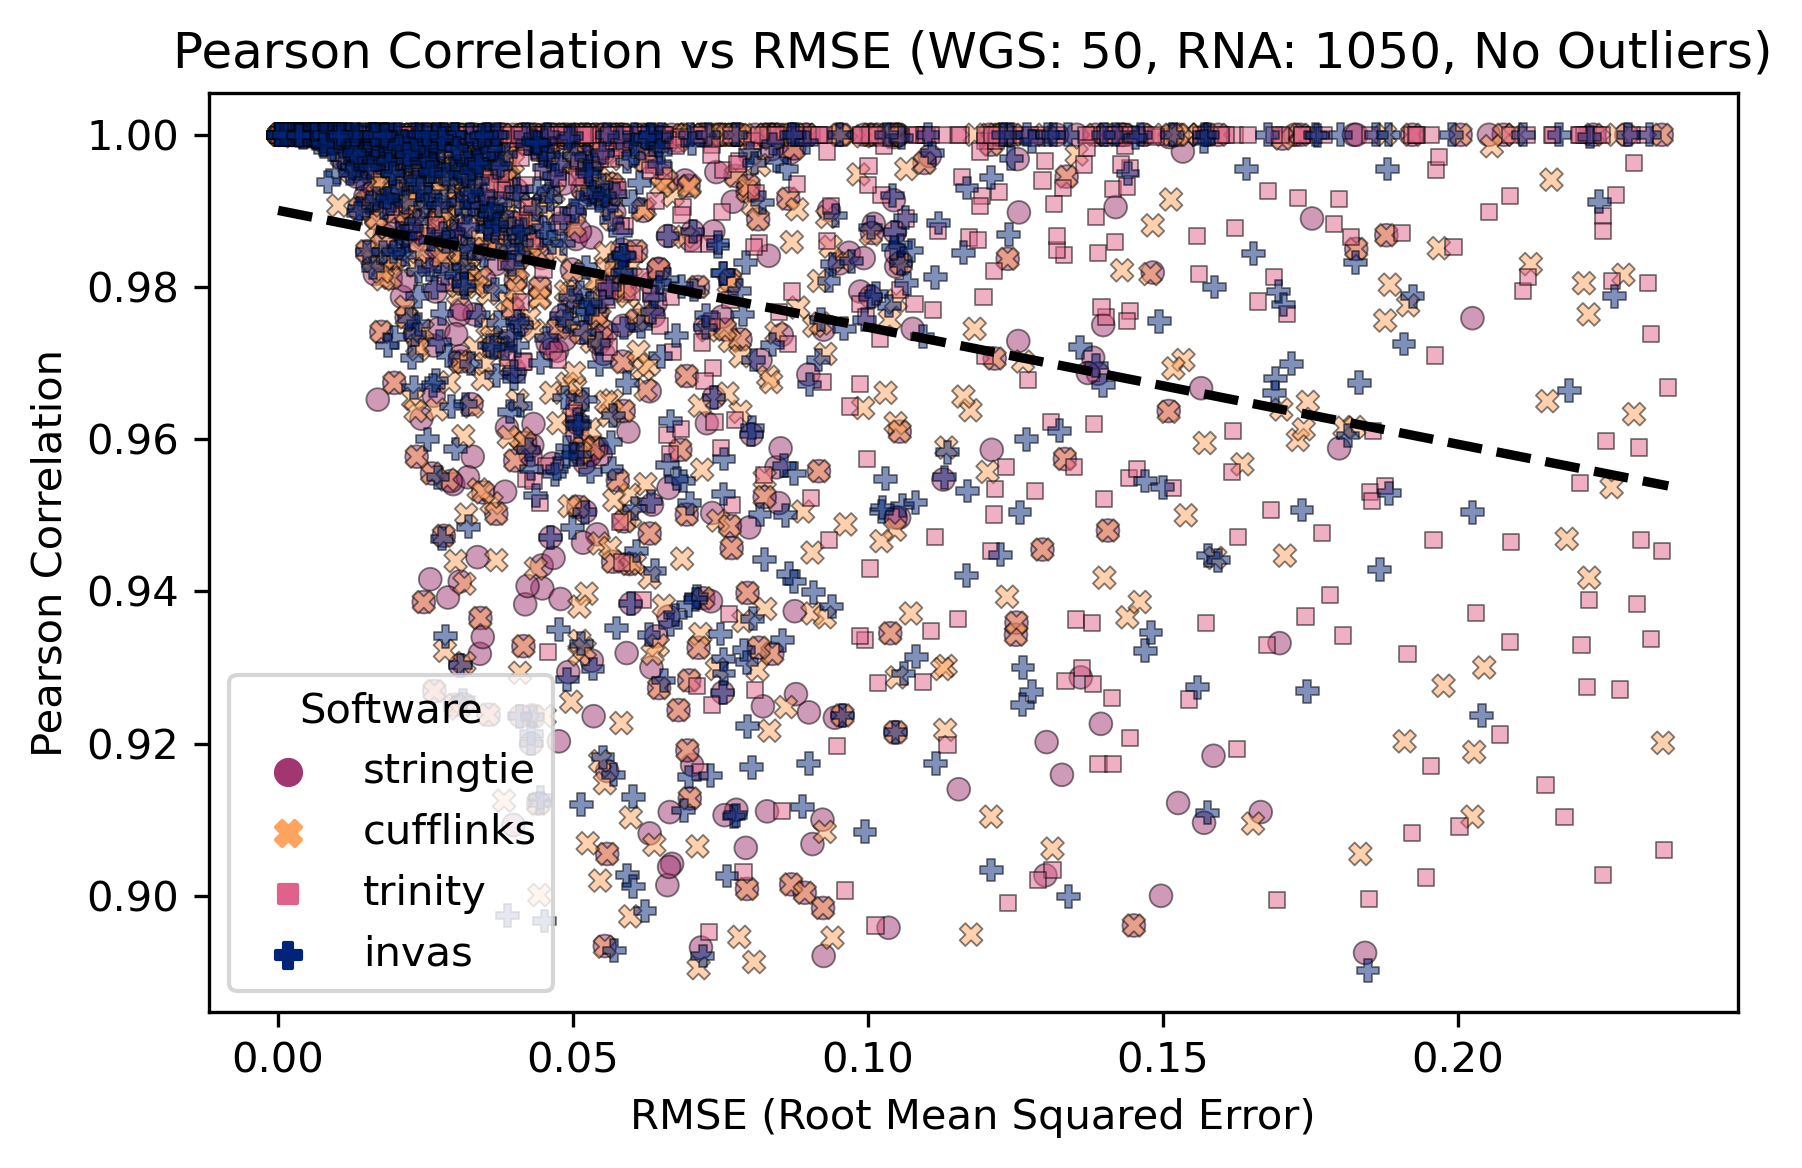 Pearson Correlation vs RMSE (WGS: 50, RNA: 1050, No Outliers)
Pearson Correlation
1.00
0.98
0.96
0.94
0.92
0.90
Software
stringtie
cufflinks
trinity
invas
0.00
0.05
0.10
0.15
0.20
RMSE (Root Mean Squared Error)